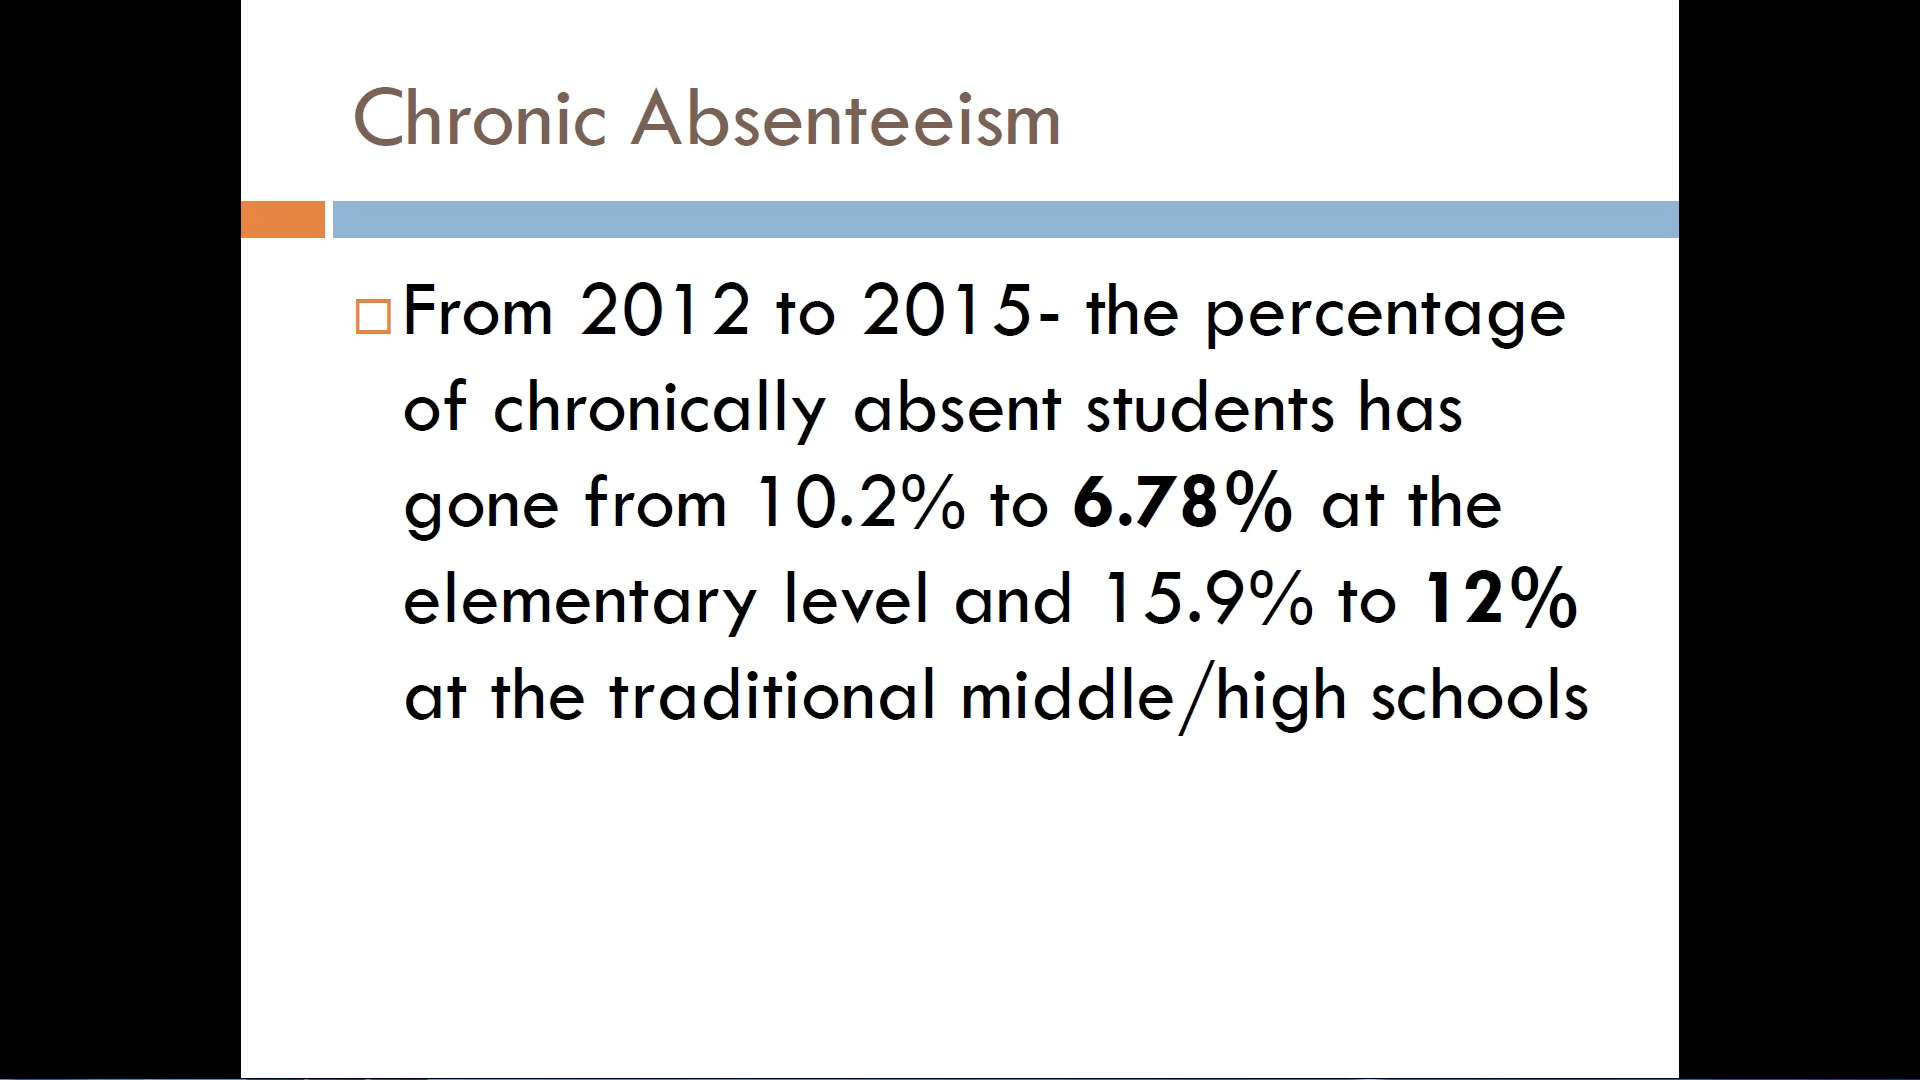 Chronic Absenteeism
From 2012 to 2015- the percentage
of chronically absent students has
gone from 10.2% to 6.78% at the
elementary level and 15.9% to 12%
at the traditional middle/high schools